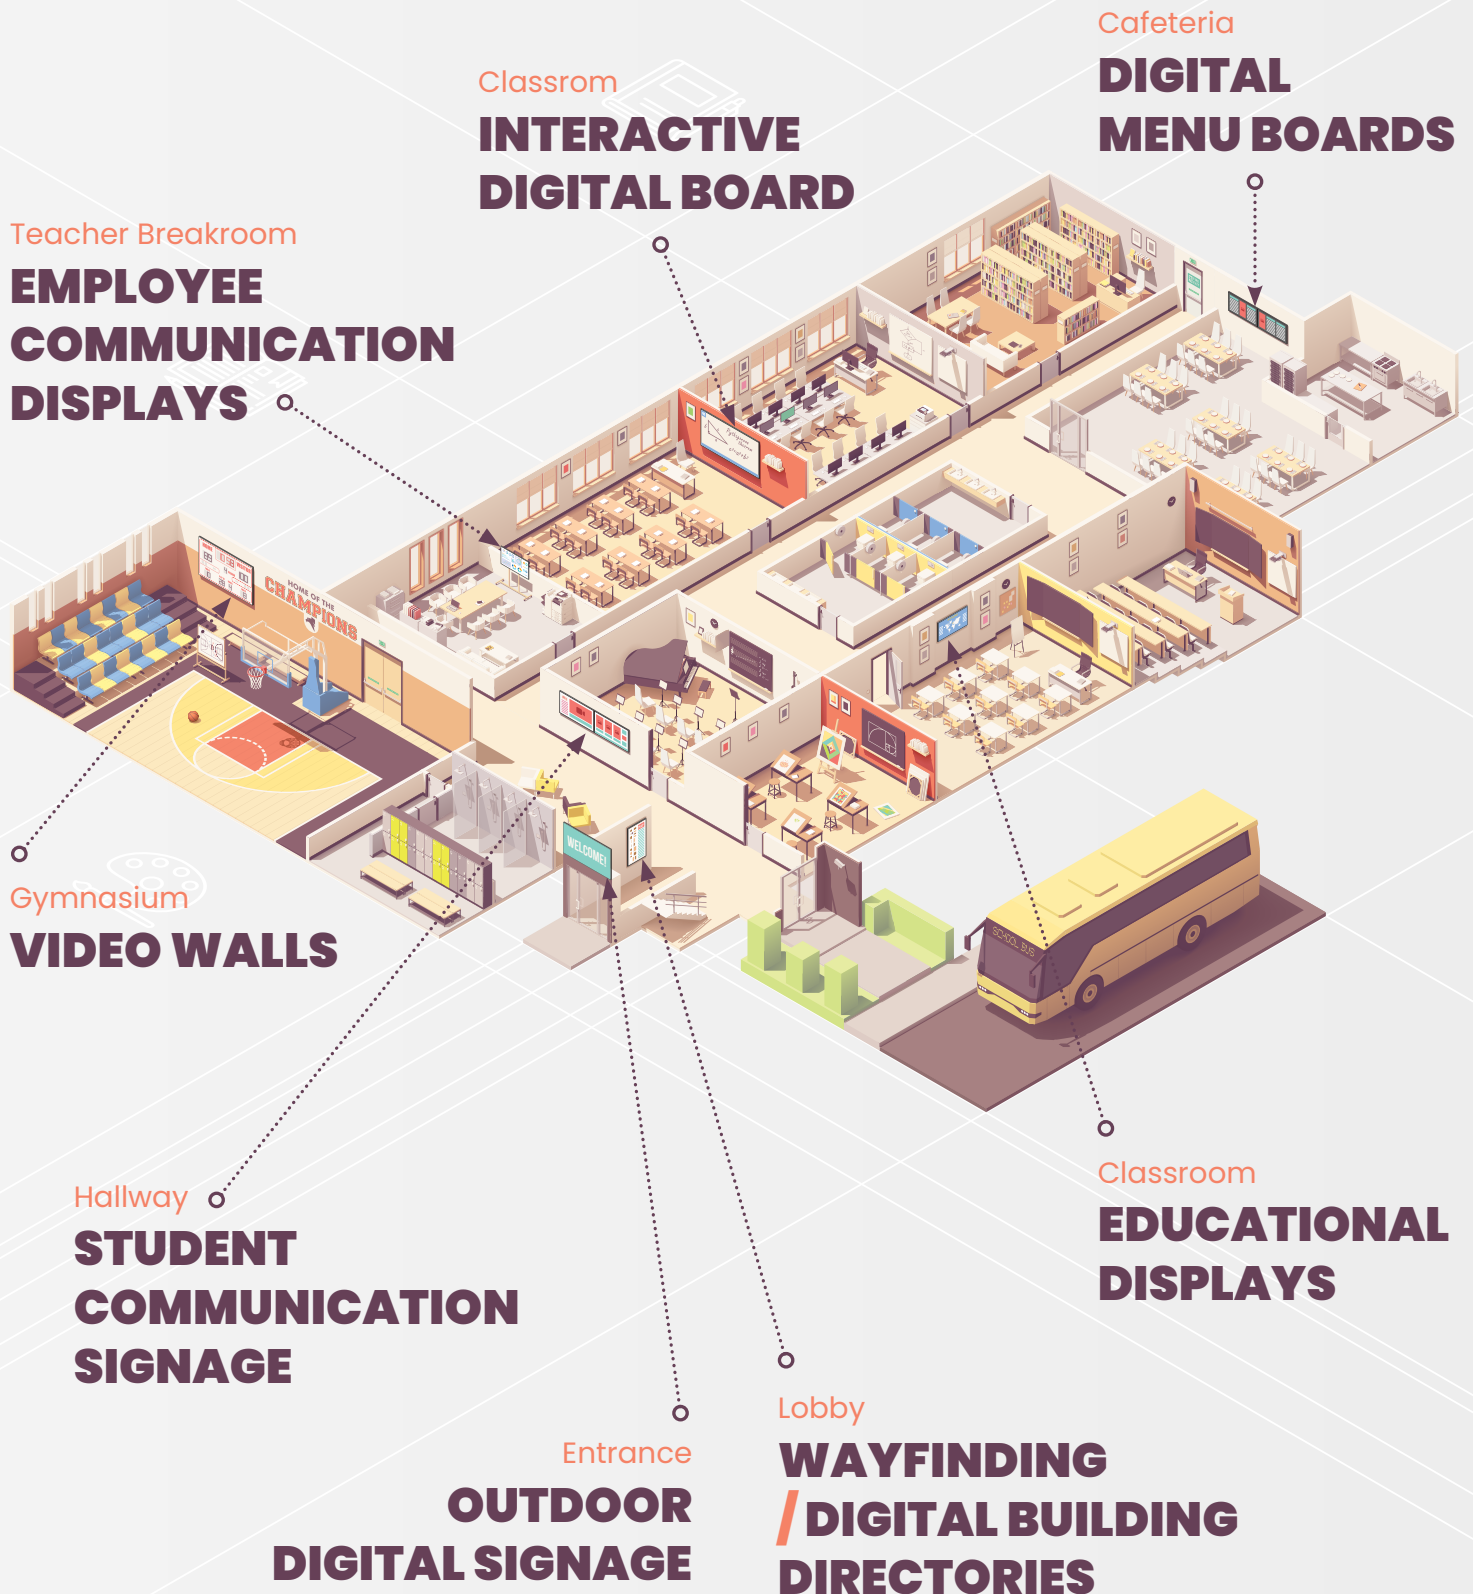 Cafeteria
DIGITAL
MENU BOARDS
Classrom
INTERACTIVE
DIGITAL BOARD
Teacher Breakroom
EMPLOYEE
COMMUNICATION
DISPLAYS
HOME OF THE
CHAMPIONS
WELCOME!
SCHOOL BUS
Gymnasium
VIDEO WALLS
Classroom
EDUCATIONAL
DISPLAYS
Hallway
STUDENT
COMMUNICATION
SIGNAGE
Lobby
WAYFINDING
/ DIGITAL BUILDING
DIRECTORIES
Entrance
OUTDOOR
DIGITAL SIGNAGE